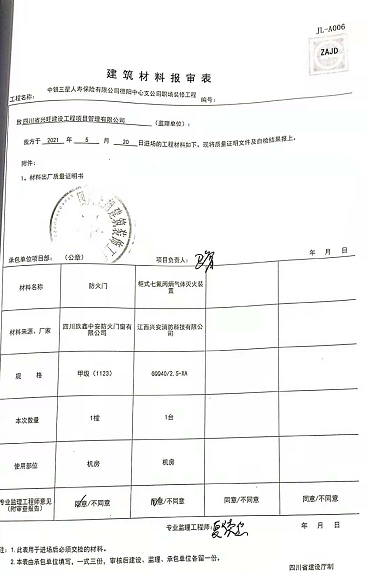 JL-A006
ZAJD
建筑材料报审表
工程名称: 中银三星人寿保险有限公司德阳中心支公司职场装修工程 编号:
致四川省兴旺建设工程项目管理有限公司 (监理单位):
我方于 2021 年 5 月 20 日进场的工程材料如下。现将质量证明文件及自检结果报上。
附件:
1、材料出厂质量证明书
承包单位项目部: (公章) 项目负责人: 年 月 日
材料名称 防火门 柜式七氟丙烷气体灭火装置
材料来源、厂家 四川玖鑫中安防火门窗有限公司 江西兴安消防科技有限公司
规 格 甲级(1123) GQQ40/2.5-XA
本次数量 1樘 1台
使用部位 机房 机房
专业监理工程师意见(附审查报告) 同意/不同意 同意/不同意 同意/不同意 同意/不同意
专业监理工程师: 年 月 日
注: 1.此表用于进场后必须交检的材料。
2.本表由承包单位填写,一式三份,审核后建设、监理、承包单位各留一份。
四川省建设厅制